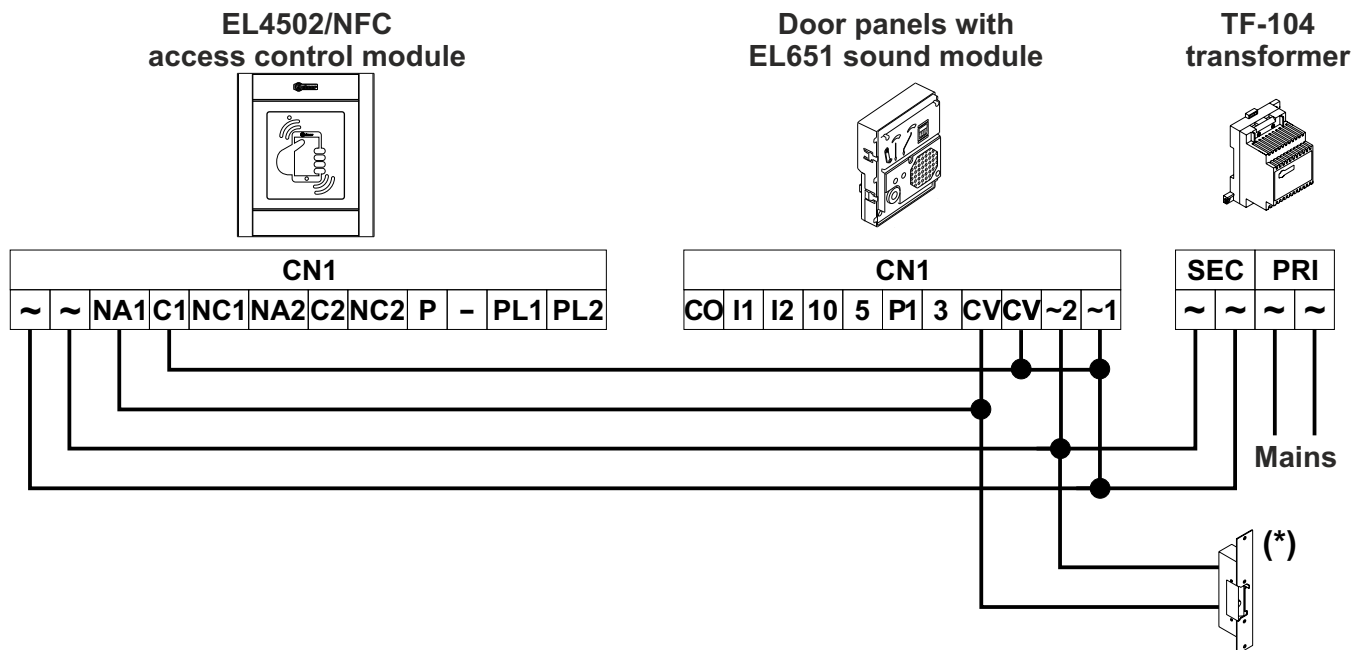 EL4502/NFC
access control module
Door panels with
EL651 sound module
TF-104
transformer
CN1
~ ~ NA1 C1 NC1 NA2 C2 NC2 P – PL1 PL2
CN1
CO I1 I2 10 5 P1 3 CV CV ~2 ~1
SEC PRI
~ ~ ~ ~
Mains
(*)